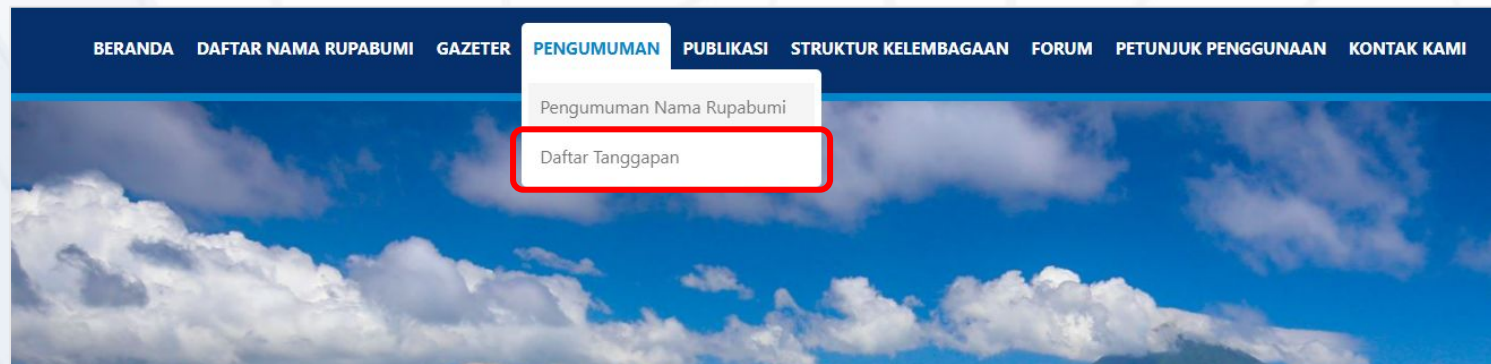 BERANDA DAFTAR NAMA RUPABUMI GAZETER PENGUMUMAN PUBLIKASI STRUKTUR KELEMBAGAAN FORUM PETUNJUK PENGGUNAAN KONTAK KAMI
Pengumuman Nama Rupabumi
Daftar Tanggapan